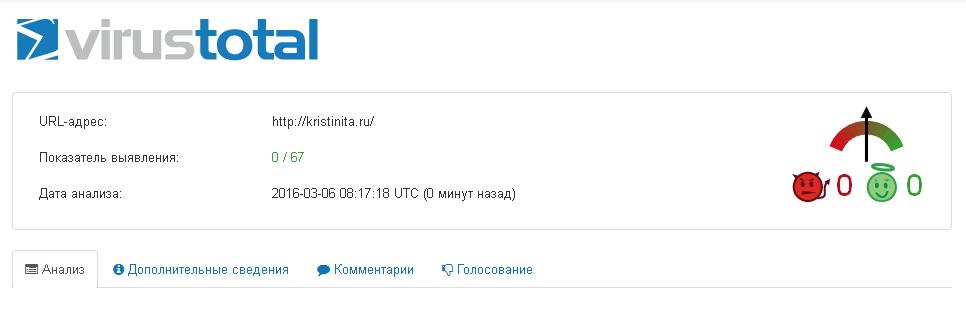 virustotal
URL-адрес: http://kristinita.ru/
Показатель выявления: 0 / 67
Дата анализа: 2016-03-06 08:17:18 UTC (0 минут назад)
0 0
Анализ Дополнительные сведения Комментарии Голосование